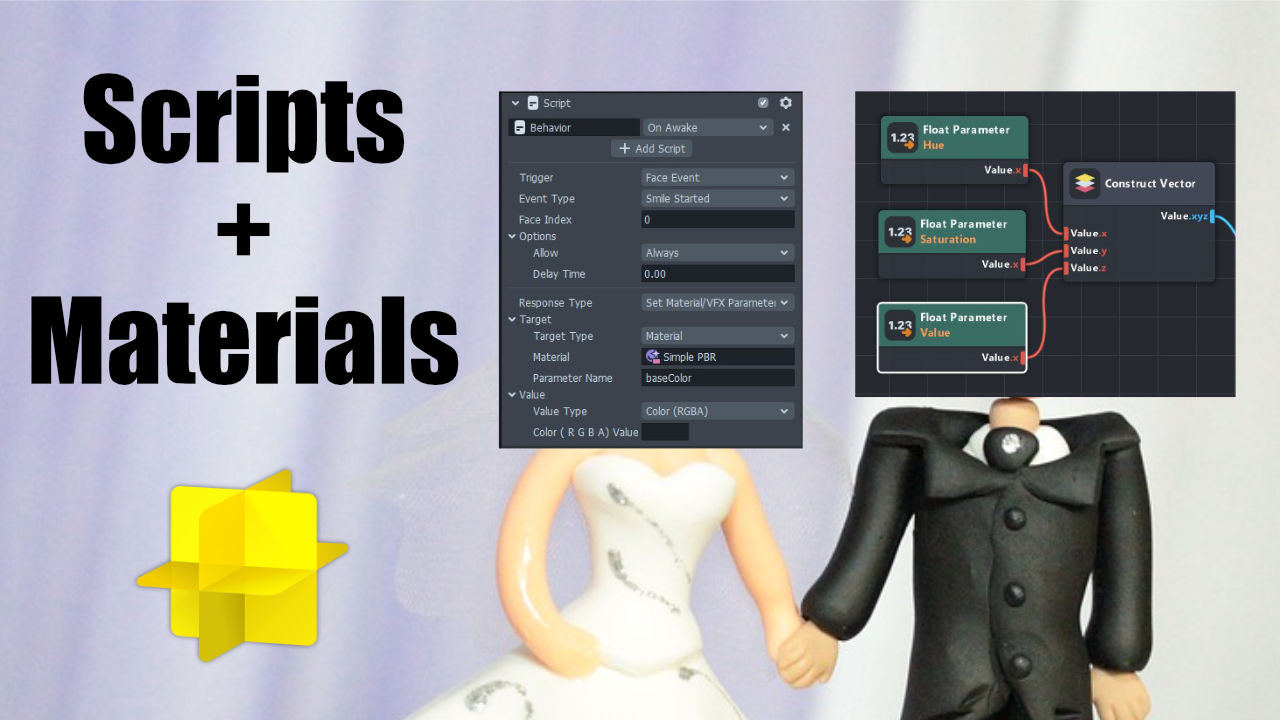 Scripts
+
Materials
Script
Behavior On Awake
+ Add Script
Trigger Face Event
Event Type Smile Started
Face Index 0
Options
Allow Always
Delay Time 0.00
Response Type Set Material/VFX Parameter
Target
Target Type Material
Material Simple PBR
Parameter Name baseColor
Value
Value Type Color (RGBA)
Color ( R G B A) Value
1.23 Float Parameter
Hue
Value.x
1.23 Float Parameter
Saturation
Value.x
1.23 Float Parameter
Value
Value.x
Construct Vector
Value.xyz
Value.x
Value.y
Value.z